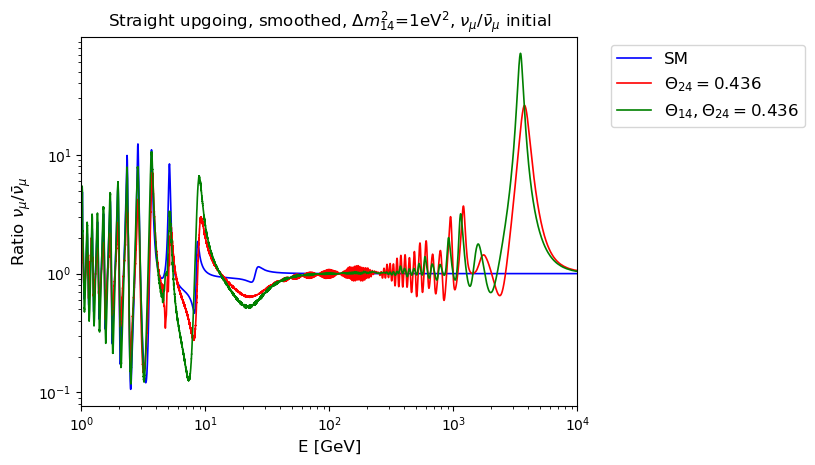 Straight upgoing, smoothed, Δm²₁₄=1eV², ν_μ/ν̄_μ initial
SM
Θ₂₄ = 0.436
Θ₁₄, Θ₂₄ = 0.436
Ratio ν_μ/ν̄_μ
10¹
10⁰
10⁻¹
10⁰ 10¹ 10² 10³ 10⁴
E [GeV]